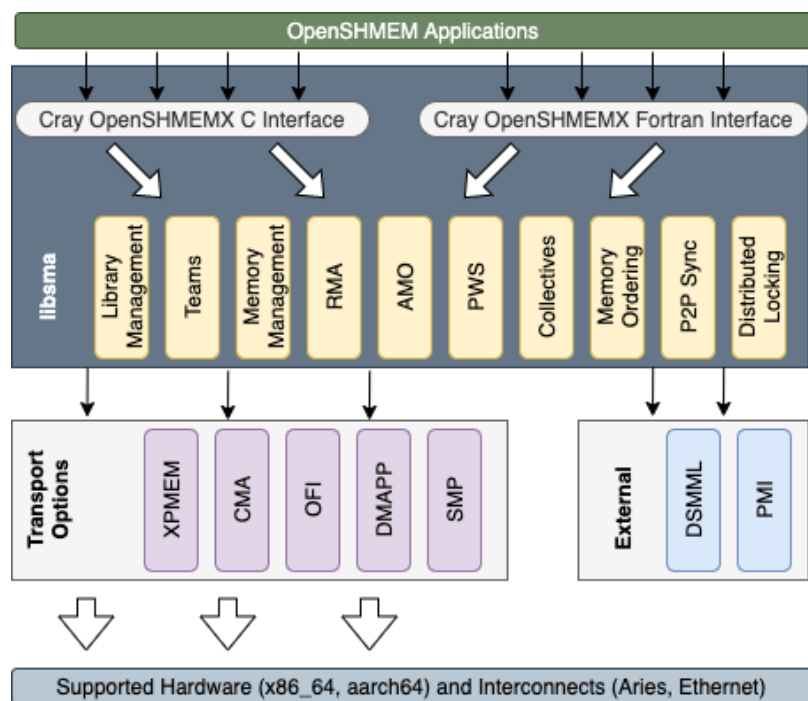 OpenSHMEM Applications
Cray OpenSHMEMX C Interface
Cray OpenSHMEMX Fortran Interface
libsma
Library
Management
Teams
Memory
Management
RMA
AMO
PWS
Collectives
Memory
Ordering
P2P Sync
Distributed
Locking
Transport
Options
XPMEM
CMA
OFI
DMAPP
SMP
External
DSMML
PMI
Supported Hardware (x86_64, aarch64) and Interconnects (Aries, Ethernet)